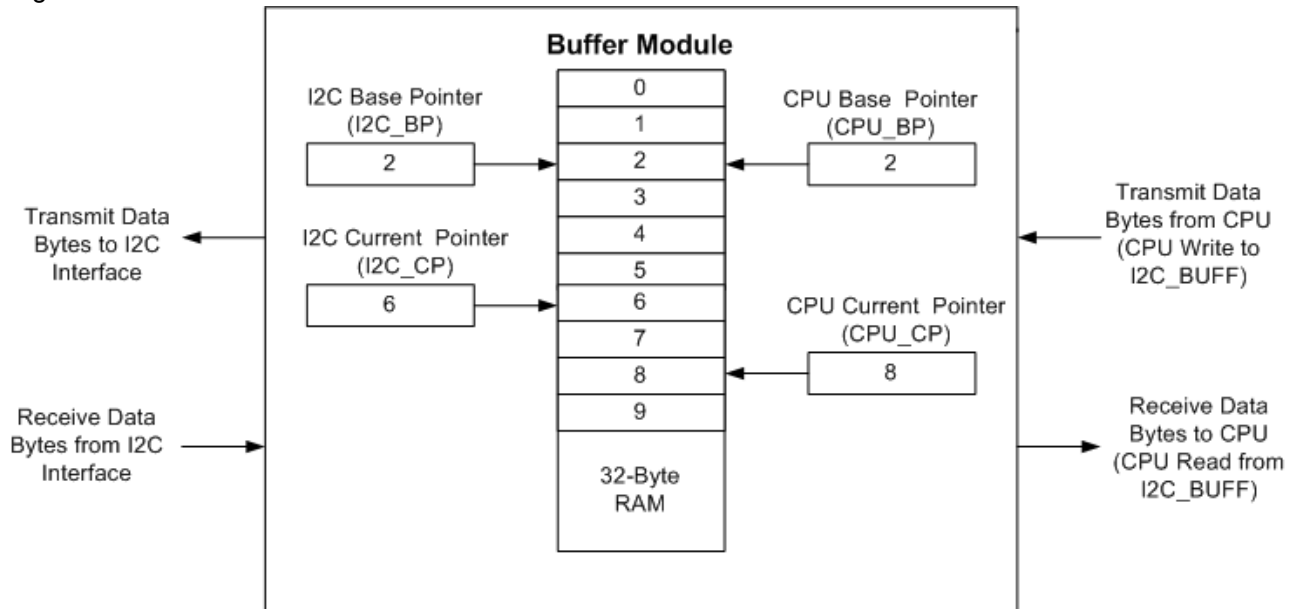 Buffer Module
I2C Base Pointer
(I2C_BP)
2
I2C Current Pointer
(I2C_CP)
6
0
1
2
3
4
5
6
7
8
9
32-Byte
RAM
CPU Base Pointer
(CPU_BP)
2
CPU Current Pointer
(CPU_CP)
8
Transmit Data
Bytes to I2C
Interface
Receive Data
Bytes from I2C
Interface
Transmit Data
Bytes from CPU
(CPU Write to
I2C_BUFF)
Receive Data
Bytes to CPU
(CPU Read from
I2C_BUFF)